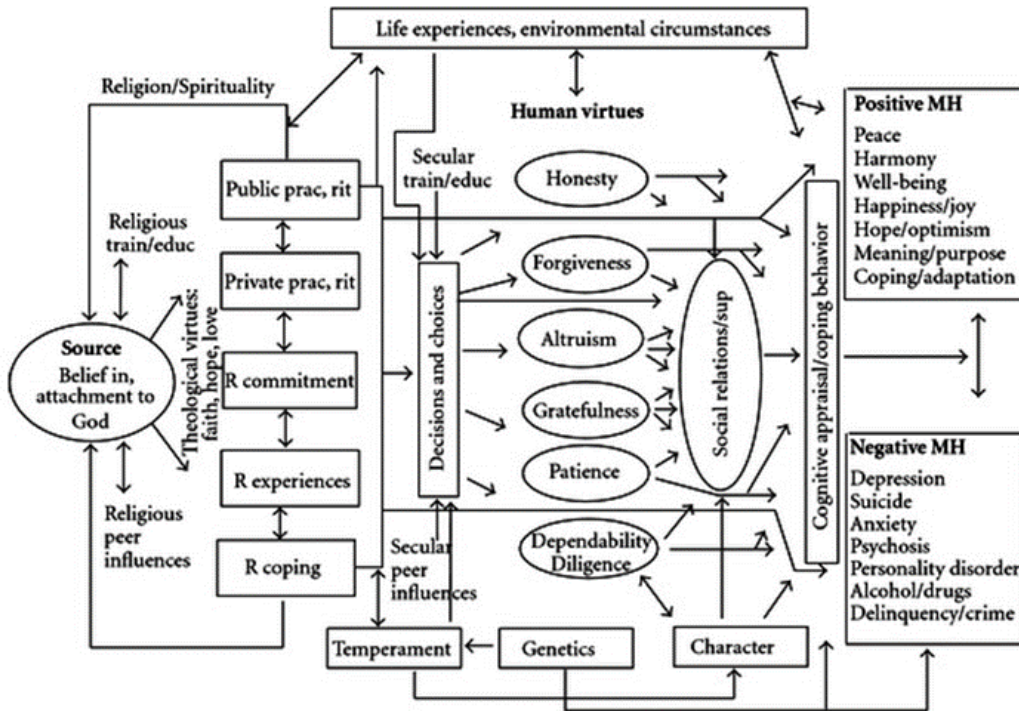 Life experiences, environmental circumstances
Religion/Spirituality
Human virtues
Secular
train/educ
Public prac, rit
Religious
train/educ
Private prac, rit
Source
Belief in,
attachment to
God
Theological virtues:
faith, hope, love
R commitment
R experiences
Religious
peer
influences
R coping
Decisions and choices
Secular
peer
influences
Honesty
Forgiveness
Altruism
Gratefulness
Patience
Dependability
Diligence
Social relations/sup
Cognitive appraisal/coping behavior
Temperament
Genetics
Character
Positive MH
Peace
Harmony
Well-being
Happiness/joy
Hope/optimism
Meaning/purpose
Coping/adaptation
Negative MH
Depression
Suicide
Anxiety
Psychosis
Personality disorder
Alcohol/drugs
Delinquency/crime